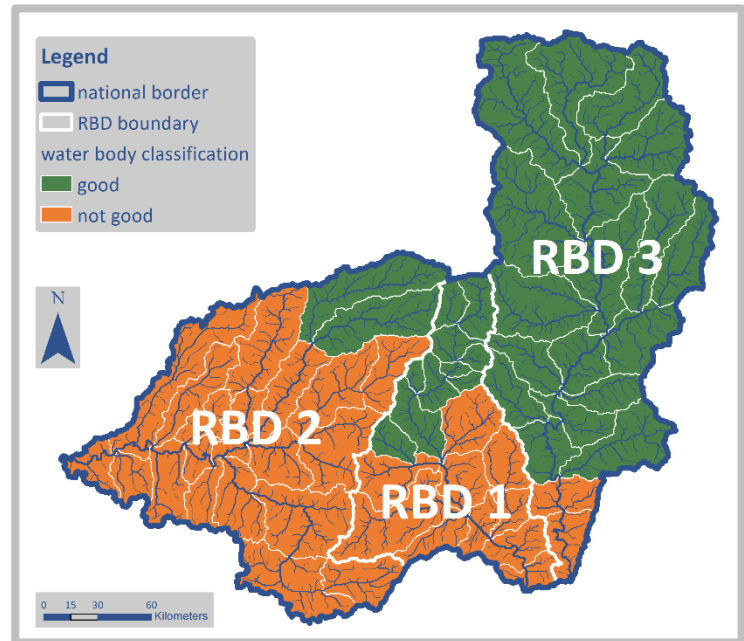 Legend
national border
RBD boundary
water body classification
good
not good
N
RBD 3
RBD 2
RBD 1
0 15 30 60
Kilometers